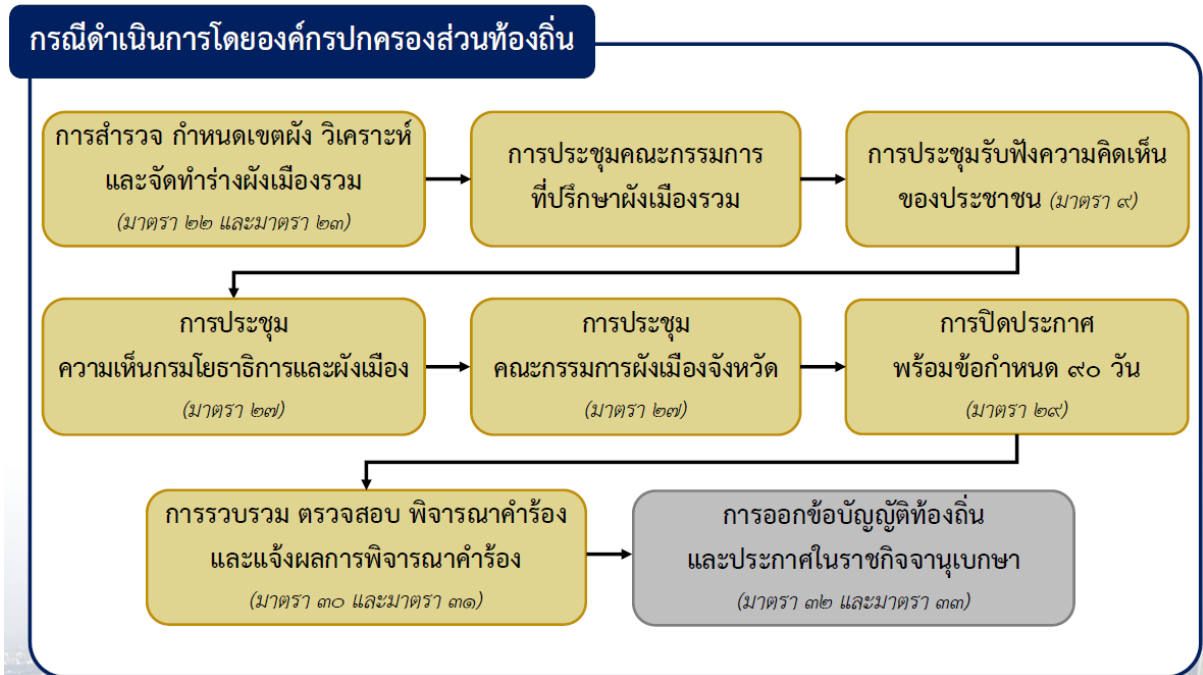 กรณีดำเนินการโดยองค์กรปกครองส่วนท้องถิ่น
การสำรวจ กำหนดเขตผัง วิเคราะห์
และจัดทำร่างผังเมืองรวม
(มาตรา ๒๒ และมาตรา ๒๓)
การประชุมคณะกรรมการ
ที่ปรึกษาผังเมืองรวม
การประชุมรับฟังความคิดเห็น
ของประชาชน (มาตรา ๙)
การประชุม
ความเห็นกรมโยธาธิการและผังเมือง
(มาตรา ๒๗)
การประชุม
คณะกรรมการผังเมืองจังหวัด
(มาตรา ๒๗)
การปิดประกาศ
พร้อมข้อกำหนด ๙๐ วัน
(มาตรา ๒๙)
การรวบรวม ตรวจสอบ พิจารณาคำร้อง
และแจ้งผลการพิจารณาคำร้อง
(มาตรา ๓๐ และมาตรา ๓๑)
การออกข้อบัญญัติท้องถิ่น
และประกาศในราชกิจจานุเบกษา
(มาตรา ๓๒ และมาตรา ๓๓)